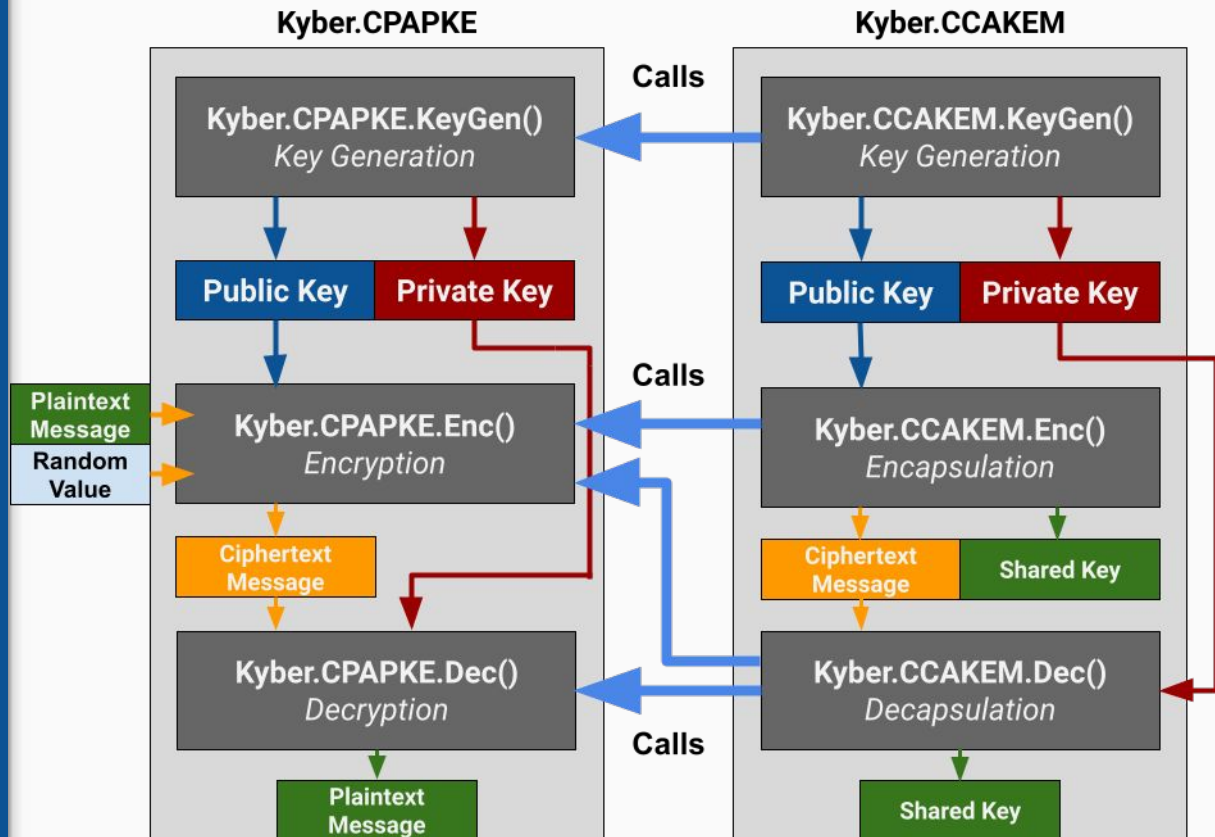 Kyber.CPAPKE
Kyber.CCAKEM
Calls
Kyber.CPAPKE.KeyGen()
Key Generation
Kyber.CCAKEM.KeyGen()
Key Generation
Public Key
Private Key
Public Key
Private Key
Calls
Plaintext
Message
Random
Value
Kyber.CPAPKE.Enc()
Encryption
Kyber.CCAKEM.Enc()
Encapsulation
Ciphertext
Message
Ciphertext
Message
Shared Key
Kyber.CPAPKE.Dec()
Decryption
Kyber.CCAKEM.Dec()
Decapsulation
Calls
Plaintext
Message
Shared Key